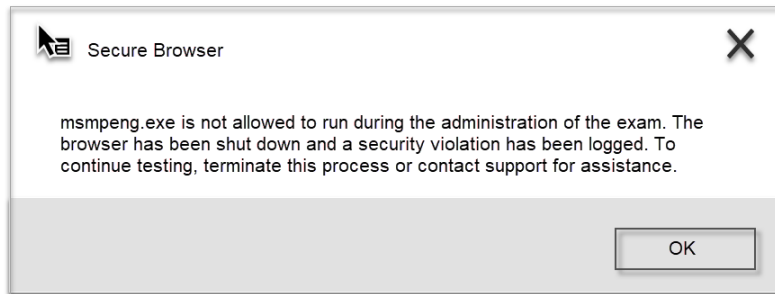 Secure Browser
msmpeng.exe is not allowed to run during the administration of the exam. The
browser has been shut down and a security violation has been logged. To
continue testing, terminate this process or contact support for assistance.
OK